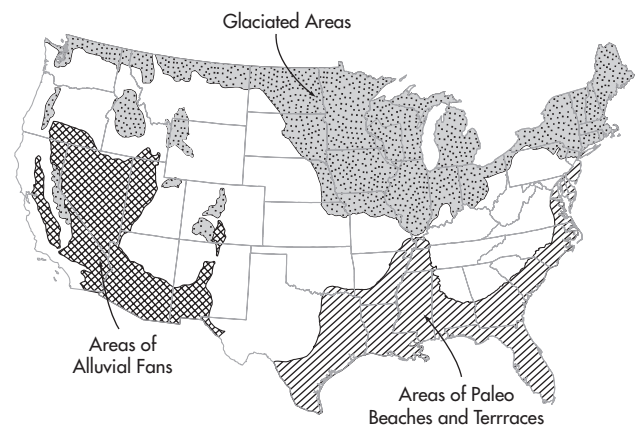 Glaciated Areas
Areas of
Alluvial Fans
Areas of Paleo
Beaches and Terrraces